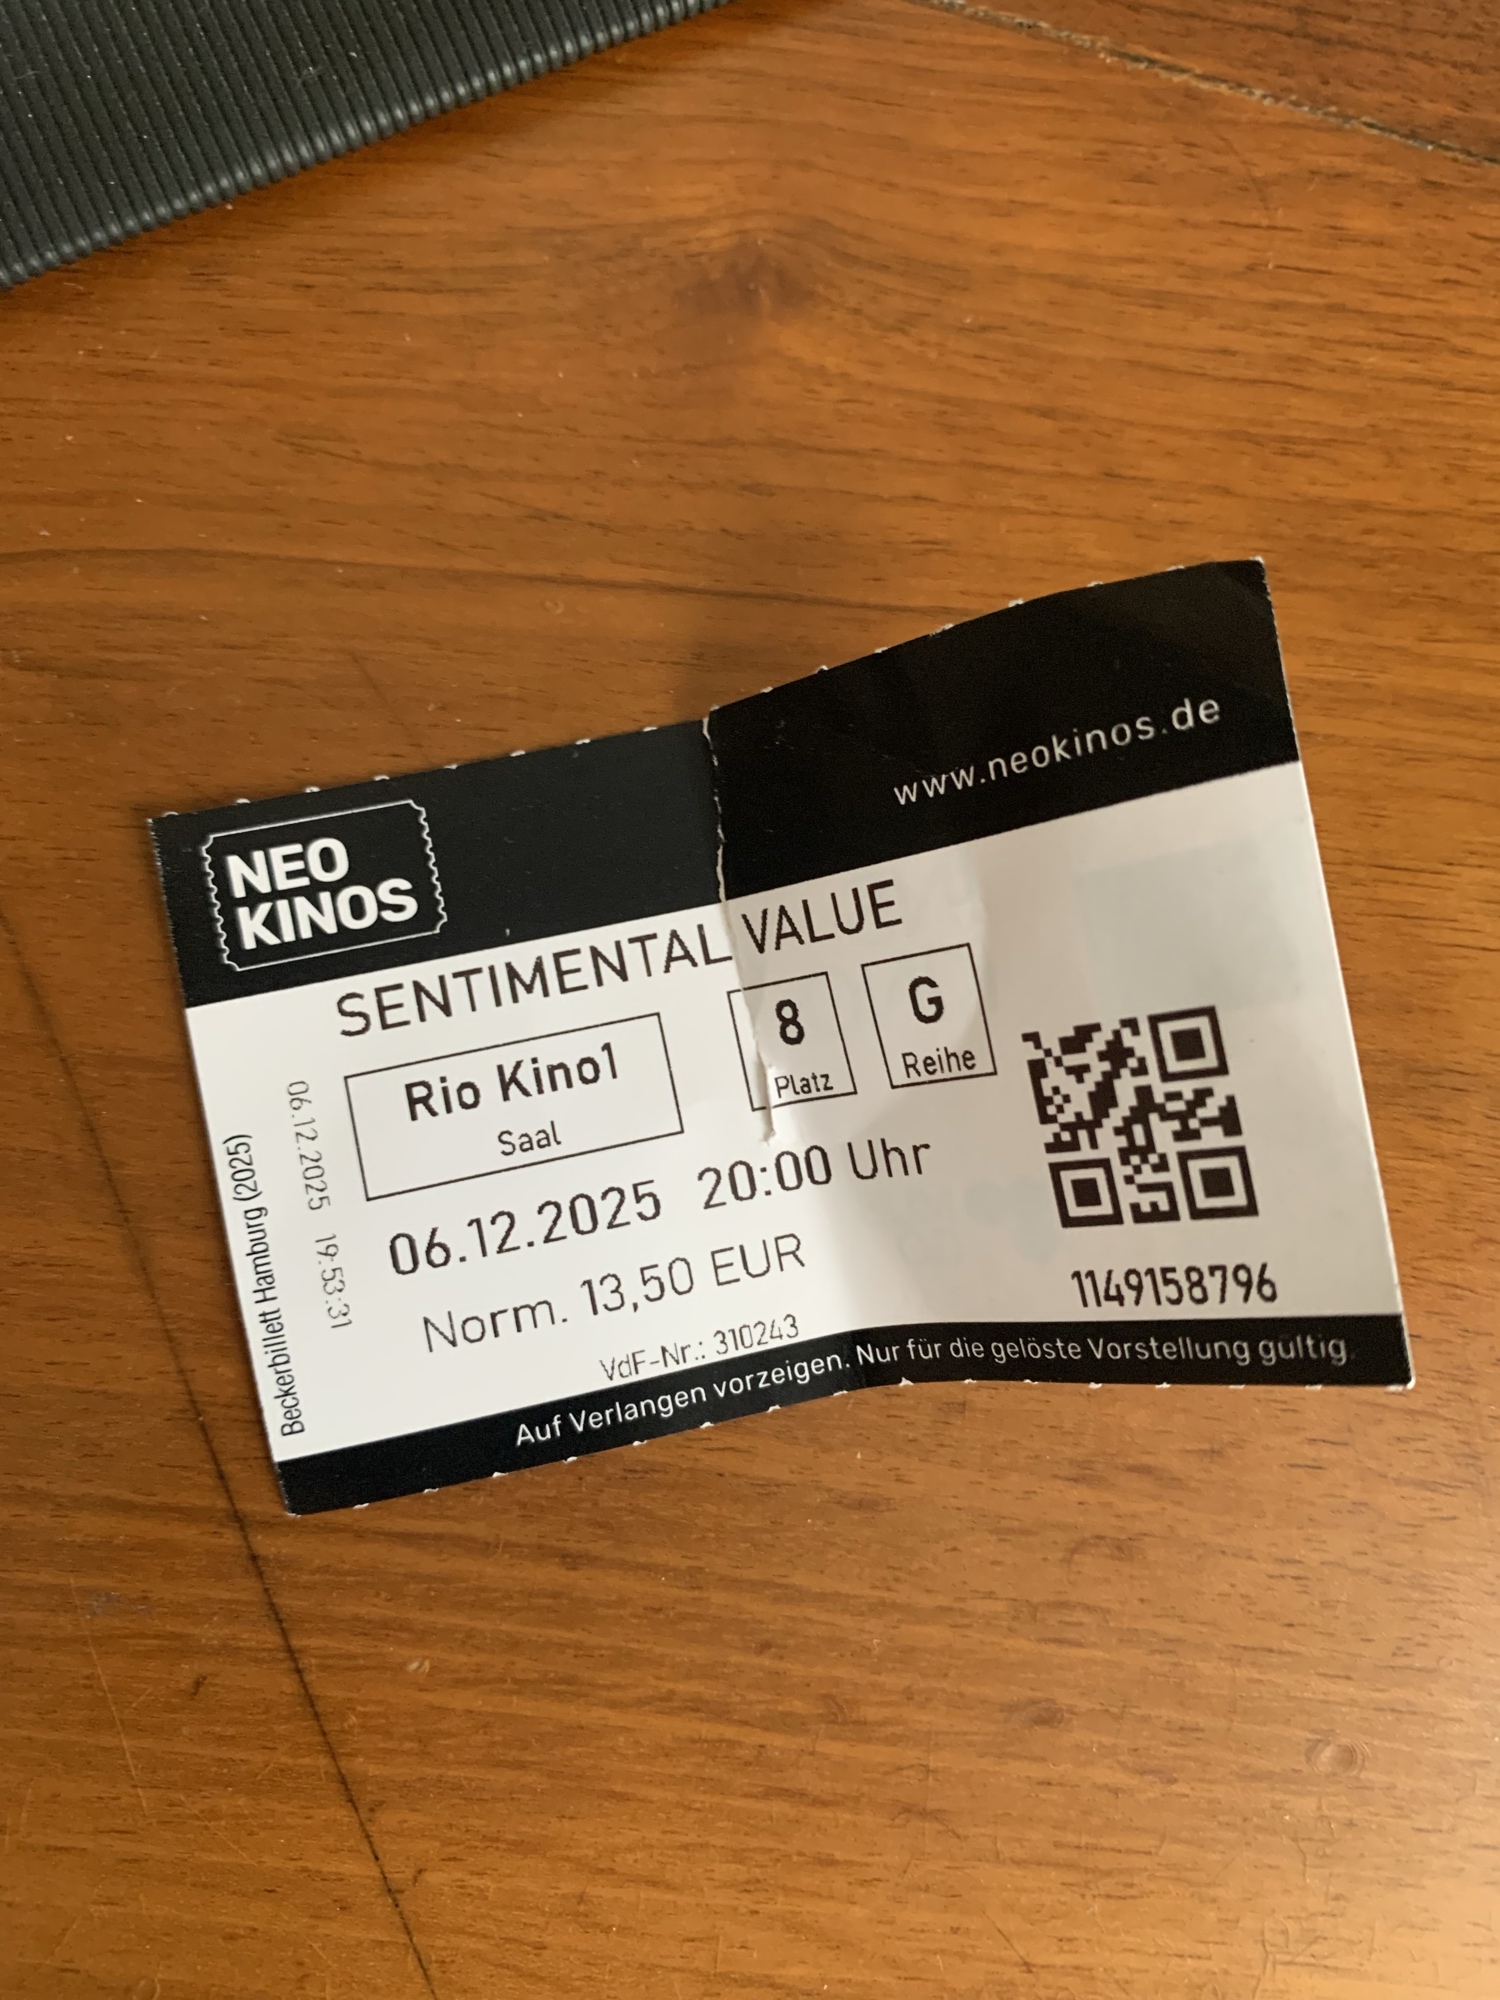 NEO
KINOS
www.neokinos.de
SENTIMENTAL VALUE
Rio Kino1
Saal
8
Platz
G
Reihe
06.12.2025 20:00 Uhr
Norm. 13,50 EUR
VdF-Nr.: 310243
1149158796
Auf Verlangen vorzeigen. Nur für die gelöste Vorstellung gültig.
06.12.2025 19:53:31
Beckerbillett Hamburg (2025)